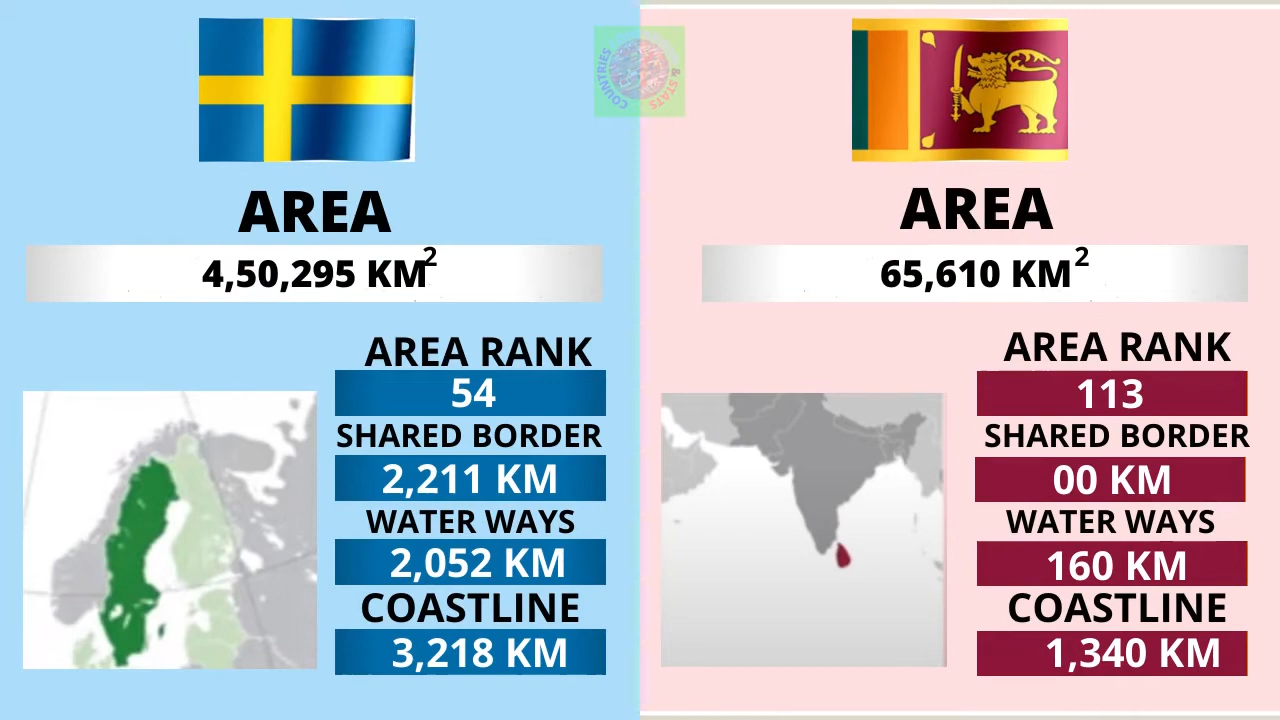 COUNTRIES & STATS
AREA
4,50,295 KM2
AREA RANK
54
SHARED BORDER
2,211 KM
WATER WAYS
2,052 KM
COASTLINE
3,218 KM
AREA
65,610 KM2
AREA RANK
113
SHARED BORDER
00 KM
WATER WAYS
160 KM
COASTLINE
1,340 KM